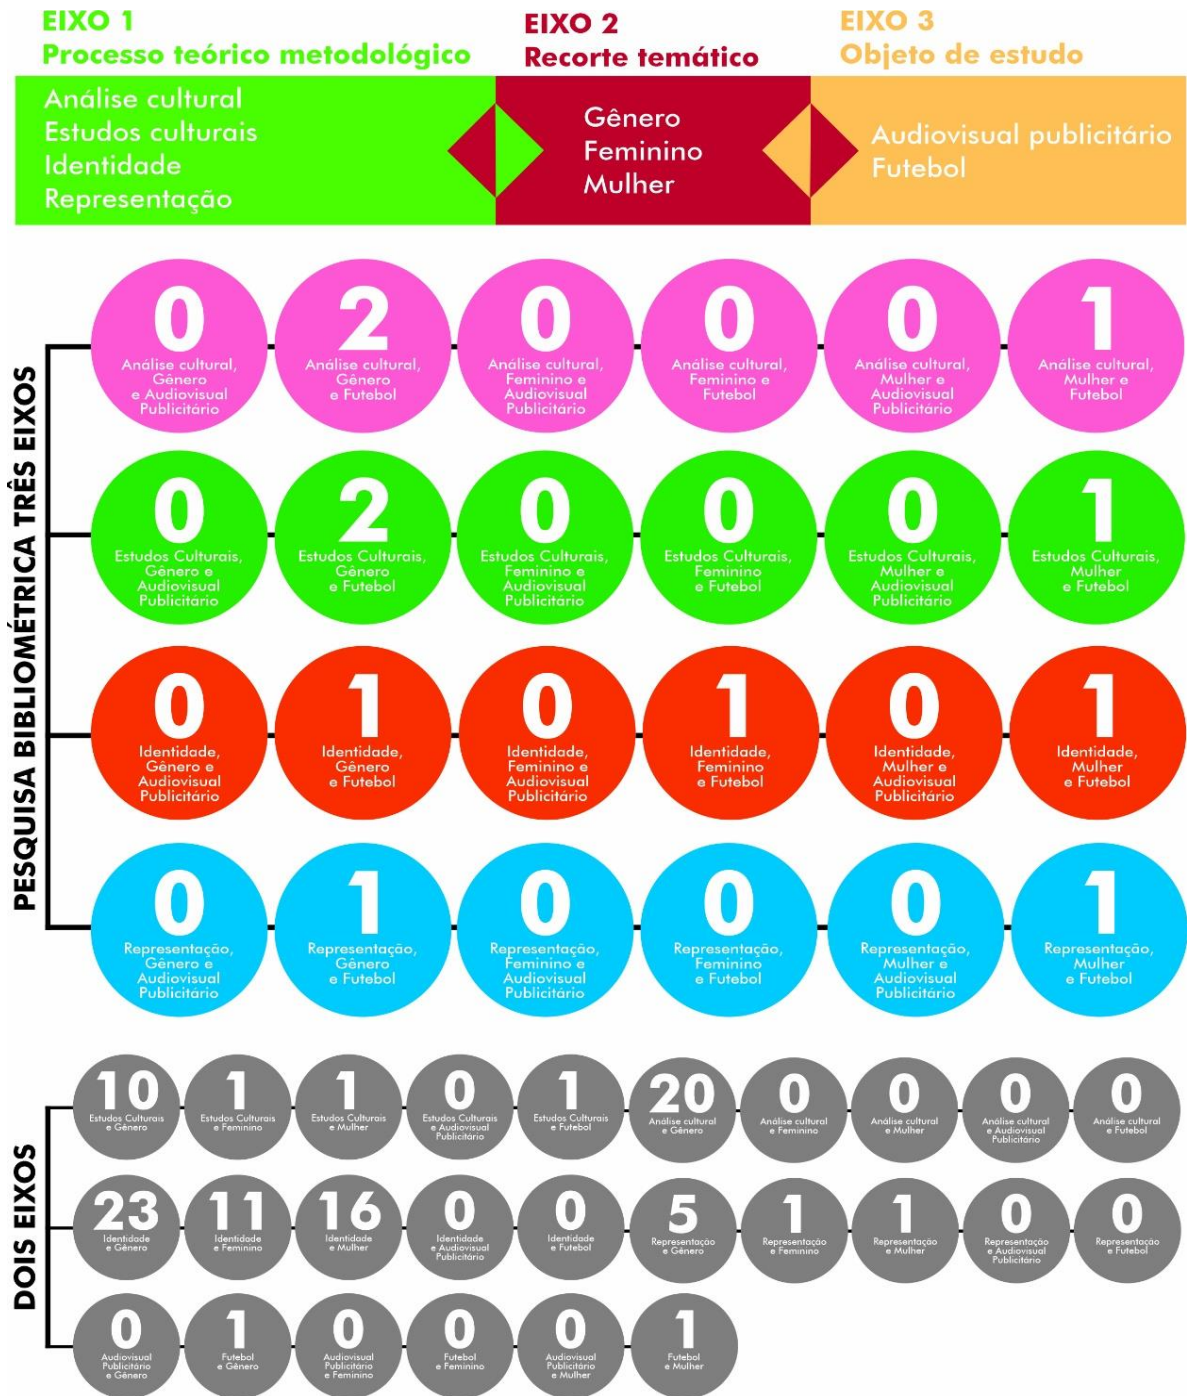 EIXO 1
Processo teórico metodológico
EIXO 2
Recorte temático
EIXO 3
Objeto de estudo
Análise cultural
Estudos culturais
Identidade
Representação
Gênero
Feminino
Mulher
Audiovisual publicitário
Futebol
PESQUISA BIBLIOMÉTRICA TRÊS EIXOS
0
Análise cultural,
Gênero
e Audiovisual
Publicitário
2
Análise cultural,
Gênero
e Futebol
0
Análise cultural,
Feminino e
Audiovisual
Publicitário
0
Análise cultural,
Feminino e
Futebol
0
Análise cultural,
Mulher e
Audiovisual
Publicitário
1
Análise cultural,
Mulher e
Futebol
0
Estudos Culturais,
Gênero e
Audiovisual
Publicitário
2
Estudos Culturais,
Gênero
e Futebol
0
Estudos Culturais,
Feminino e
Audiovisual
Publicitário
0
Estudos Culturais,
Feminino
e Futebol
0
Estudos Culturais,
Mulher e
Audiovisual
Publicitário
1
Estudos Culturais,
Mulher
e Futebol
0
Identidade,
Gênero e
Audiovisual
Publicitário
1
Identidade,
Gênero
e Futebol
0
Identidade,
Feminino e
Audiovisual
Publicitário
1
Identidade,
Feminino
e Futebol
0
Identidade,
Mulher e
Audiovisual
Publicitário
1
Identidade,
Mulher
e Futebol
0
Representação,
Gênero e
Audiovisual
Publicitário
1
Representação,
Gênero
e Futebol
0
Representação,
Feminino e
Audiovisual
Publicitário
0
Representação,
Feminino
e Futebol
0
Representação,
Mulher e
Audiovisual
Publicitário
1
Representação,
Mulher
e Futebol
DOIS EIXOS
10
Estudos Culturais
e Gênero
1
Estudos Culturais
e Feminino
1
Estudos Culturais
e Mulher
0
Estudos Culturais
e Audiovisual
Publicitário
1
Estudos Culturais
e Futebol
20
Análise cultural
e Gênero
0
Análise cultural
e Feminino
0
Análise cultural
e Mulher
0
Análise cultural
e Audiovisual
Publicitário
0
Análise cultural
e Futebol
23
Identidade
e Gênero
11
Identidade
e Feminino
16
Identidade
e Mulher
0
Identidade
e Audiovisual
Publicitário
0
Identidade
e Futebol
5
Representação
e Gênero
1
Representação
e Feminino
1
Representação
e Mulher
0
Representação
e Audiovisual
Publicitário
0
Representação
e Futebol
0
Audiovisual
Publicitário
e Gênero
1
Futebol
e Gênero
0
Audiovisual
Publicitário
e Feminino
0
Futebol
e Feminino
0
Audiovisual
Publicitário
e Mulher
1
Futebol
e Mulher